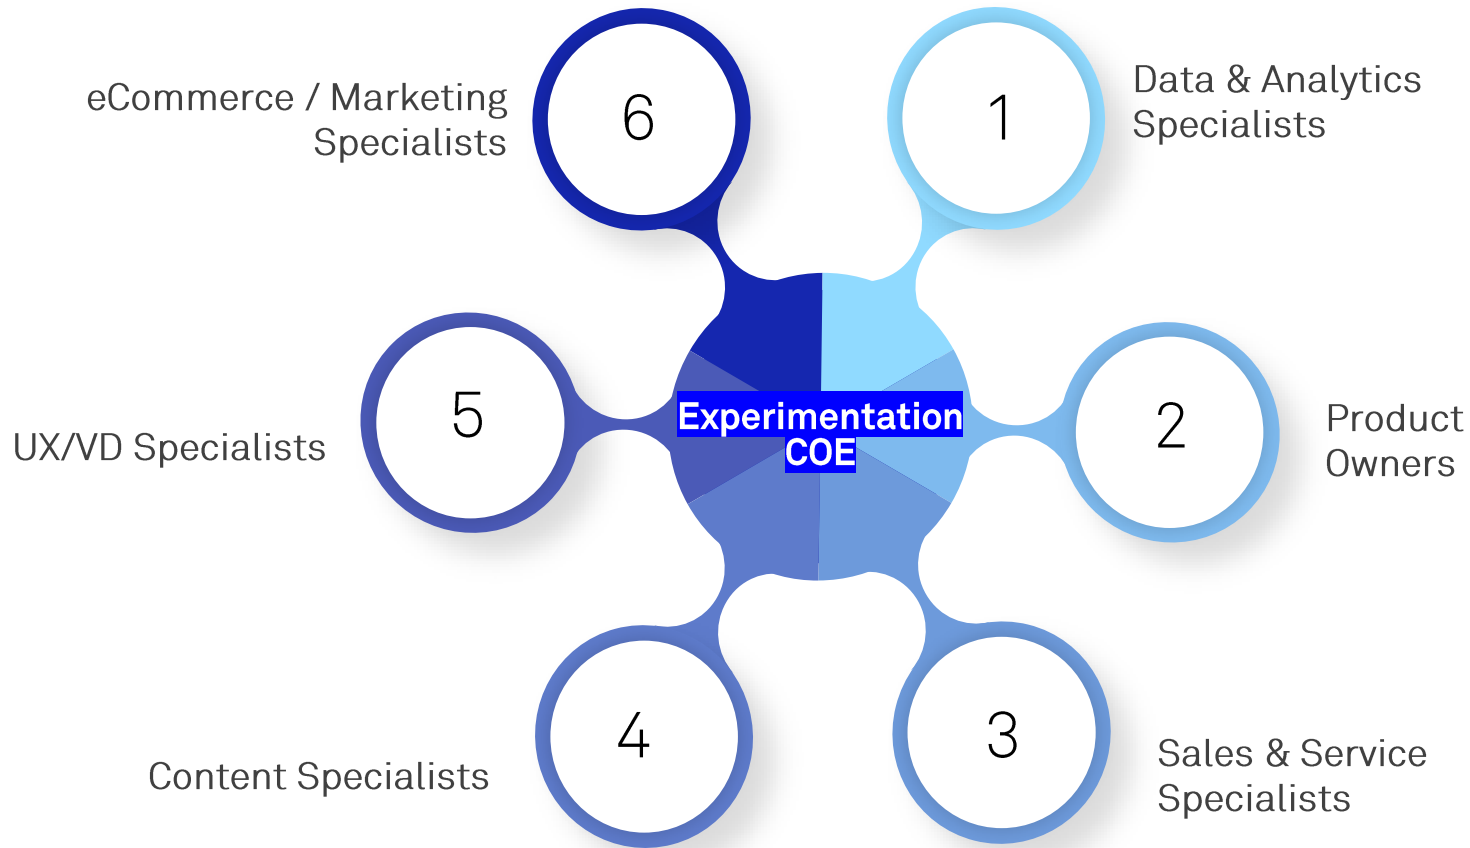 eCommerce / Marketing
Specialists
6
1
Data & Analytics
Specialists
5
UX/VD Specialists
Experimentation
COE
2
Product
Owners
4
Content Specialists
3
Sales & Service
Specialists